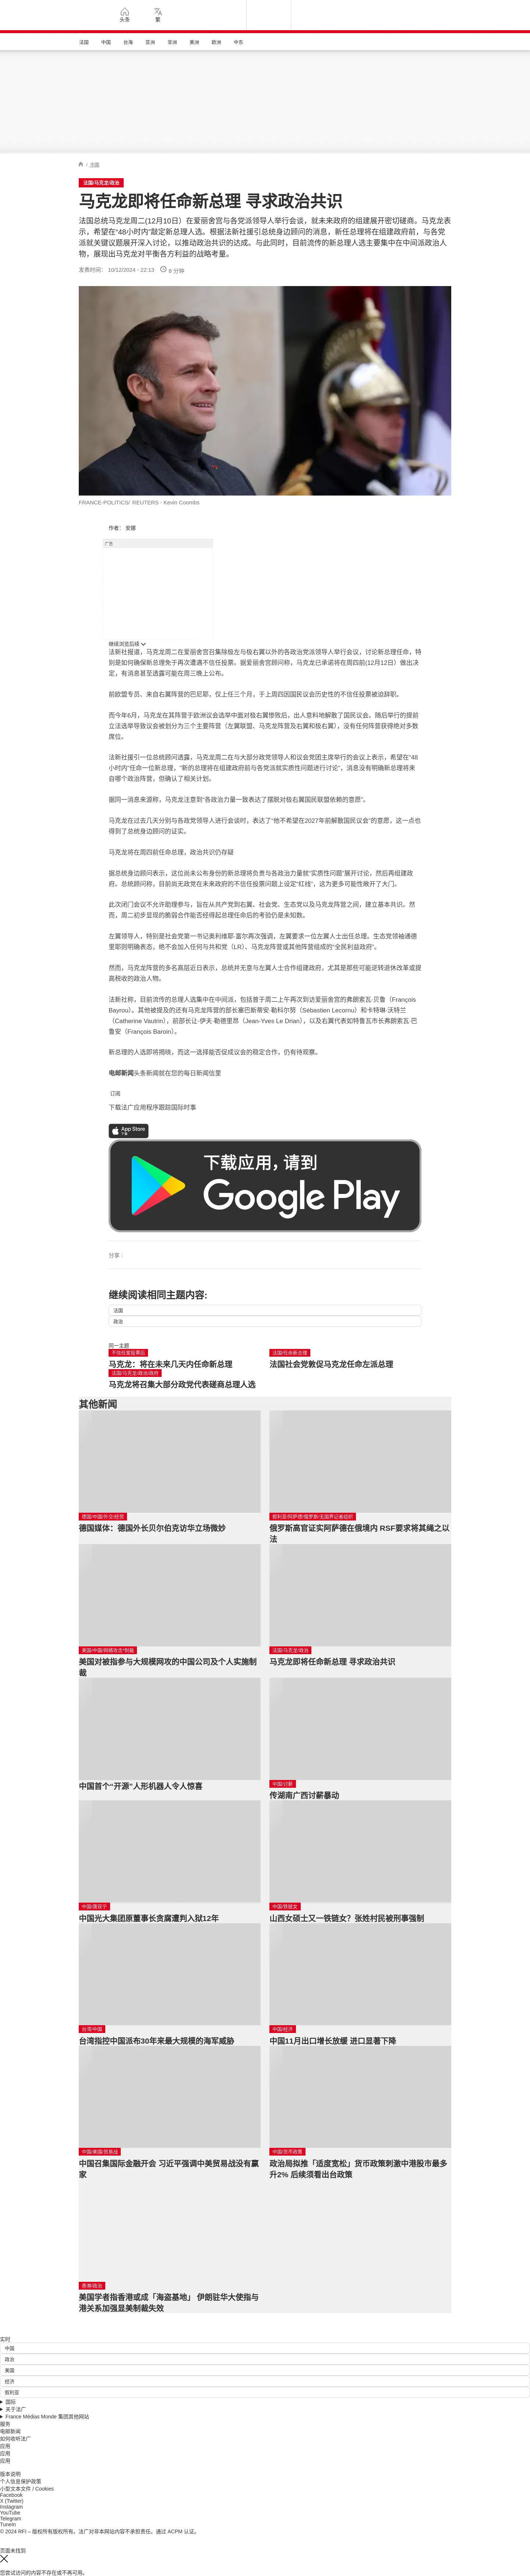 头条
繁
法国
中国
台海
亚洲
非洲
美洲
欧洲
中东
/ 法国
法国/马克龙/政治
马克龙即将任命新总理 寻求政治共识
法国总统马克龙周二(12月10日）在爱丽舍宫与各党派领导人举行会谈，就未来政府的组建展开密切磋商。马克龙表示，希望在“48小时内”敲定新总理人选。根据法新社援引总统身边顾问的消息，新任总理将在组建政府前，与各党派就关键议题展开深入讨论，以推动政治共识的达成。与此同时，目前流传的新总理人选主要集中在中间派政治人物，展现出马克龙对平衡各方利益的战略考量。
发表时间： 10/12/2024 - 22:13
8 分钟
FRANCE-POLITICS/ REUTERS - Kevin Coombs
作者： 安娜
广告
继续浏览后续
法新社报道，马克龙周二在爱丽舍宫召集除极左与极右翼以外的各政治党派领导人举行会议，讨论新总理任命，特别是如何确保新总理免于再次遭遇不信任投票。据爱丽舍宫顾问称，马克龙已承诺将在周四前(12月12日）做出决定，有消息甚至透露可能在周三晚上公布。
前欧盟专员、来自右翼阵营的巴尼耶，仅上任三个月，于上周四因国民议会历史性的不信任投票被迫辞职。
而今年6月，马克龙在其阵营于欧洲议会选举中面对极右翼惨败后，出人意料地解散了国民议会。随后举行的提前立法选举导致议会被划分为三个主要阵营（左翼联盟、马克龙阵营及右翼和极右翼），没有任何阵营获得绝对多数席位。
法新社援引一位总统顾问透露，马克龙周二在与大部分政党领导人和议会党团主席举行的会议上表示，希望在“48小时内”任命一位新总理，"新的总理将在组建政府前与各党派就实质性问题进行讨论"，消息没有明确新总理将来自哪个政治阵营，但确认了相关计划。
据同一消息来源称，马克龙注意到“各政治力量一致表达了摆脱对极右翼国民联盟依赖的意愿”。
马克龙在过去几天分别与各政党领导人进行会谈时，表达了“他不希望在2027年前解散国民议会”的意愿，这一点也得到了总统身边顾问的证实。
马克龙将在周四前任命总理，政治共识仍存疑
据总统身边顾问表示，这位尚未公布身份的新总理将负责与各政治力量就“实质性问题”展开讨论，然后再组建政府。总统顾问称，目前尚无政党在未来政府的不信任投票问题上设定“红线”，这为更多可能性敞开了大门。
此次闭门会议不允许助理参与，旨在从共产党到右翼、社会党、生态党以及马克龙阵营之间，建立基本共识。然而，周二初步显现的脆弱合作能否经得起总理任命后的考验仍是未知数。
左翼领导人，特别是社会党第一书记奥利维耶·富尔再次强调，左翼要求一位左翼人士出任总理。生态党领袖通德里耶则明确表态，绝不会加入任何与共和党（LR）、马克龙阵营或其他阵营组成的“全民利益政府”。
然而，马克龙阵营的多名高层近日表示，总统并无意与左翼人士合作组建政府，尤其是那些可能逆转退休改革或提高税收的政治人物。
法新社称，目前流传的总理人选集中在中间派，包括曾于周二上午再次到访爱丽舍宫的弗朗索瓦·贝鲁（François Bayrou）。其他被提及的还有马克龙阵营的部长塞巴斯蒂安·勒科尔努（Sébastien Lecornu）和卡特琳·沃特兰（Catherine Vautrin），前部长让-伊夫·勒德里昂（Jean-Yves Le Drian），以及右翼代表如特鲁瓦市长弗朗索瓦·巴鲁安（François Baroin）。
新总理的人选即将揭晓，而这一选择能否促成议会的稳定合作，仍有待观察。
电邮新闻头条新闻就在您的每日新闻信里
订阅
下载法广应用程序跟踪国际时事
App Store
下载应用，请到
Google Play
分享 :
继续阅读相同主题内容:
法国
政治
同一主题
不信任案投票后
马克龙：将在未来几天内任命新总理
法国/任命新总理
法国社会党敦促马克龙任命左派总理
法国/马克龙/政治/政府
马克龙将召集大部分政党代表磋商总理人选
其他新闻
德国/中国/外交/经贸
德国媒体：德国外长贝尔伯克访华立场微妙
叙利亚/阿萨德/俄罗斯/无国界记者组织
俄罗斯高官证实阿萨德在俄境内 RSF要求将其绳之以法
美国/中国/网络攻击*制裁
美国对被指参与大规模网攻的中国公司及个人实施制裁
法国/马克龙/政治
马克龙即将任命新总理 寻求政治共识
中国首个“开源”人形机器人令人惊喜
中国/讨薪
传湖南广西讨薪暴动
中国/唐双宁
中国光大集团原董事长贪腐遭判入狱12年
中国/铁链女
山西女硕士又一铁链女？张姓村民被刑事强制
台湾/中国
台湾指控中国派布30年来最大规模的海军威胁
中国/经济
中国11月出口增长放缓 进口显著下降
中国/美国/贸易战
中国召集国际金融开会 习近平强调中美贸易战没有赢家
中国/货币政策
政治局拟推「适度宽松」货币政策刺激中港股市最多升2% 后续须看出台政策
香港/政治
美国学者指香港或成「海盗基地」 伊朗驻华大使指与港关系加强显美制裁失效
实时
中国
政治
美国
经济
叙利亚
国际
关于法广
France Médias Monde 集团其他网站
服务
电邮新闻
如何收听法广
应用
应用
应用
版本说明
个人信息保护政策
小型文本文件 / Cookies
Facebook
X (Twitter)
Instagram
YouTube
Telegram
TuneIn
© 2024 RFI – 版权所有版权所有。法广对非本网站内容不承担责任。通过 ACPM 认证。
页面未找到
您尝试访问的内容不存在或不再可用。